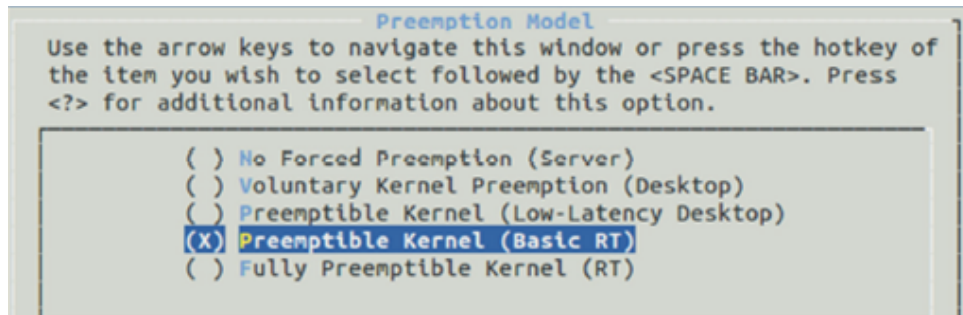 Preemption Model
Use the arrow keys to navigate this window or press the hotkey of
the item you wish to select followed by the <SPACE BAR>. Press
<?> for additional information about this option.
( ) No Forced Preemption (Server)
( ) Voluntary Kernel Preemption (Desktop)
( ) Preemptible Kernel (Low-Latency Desktop)
(X) Preemptible Kernel (Basic RT)
( ) Fully Preemptible Kernel (RT)